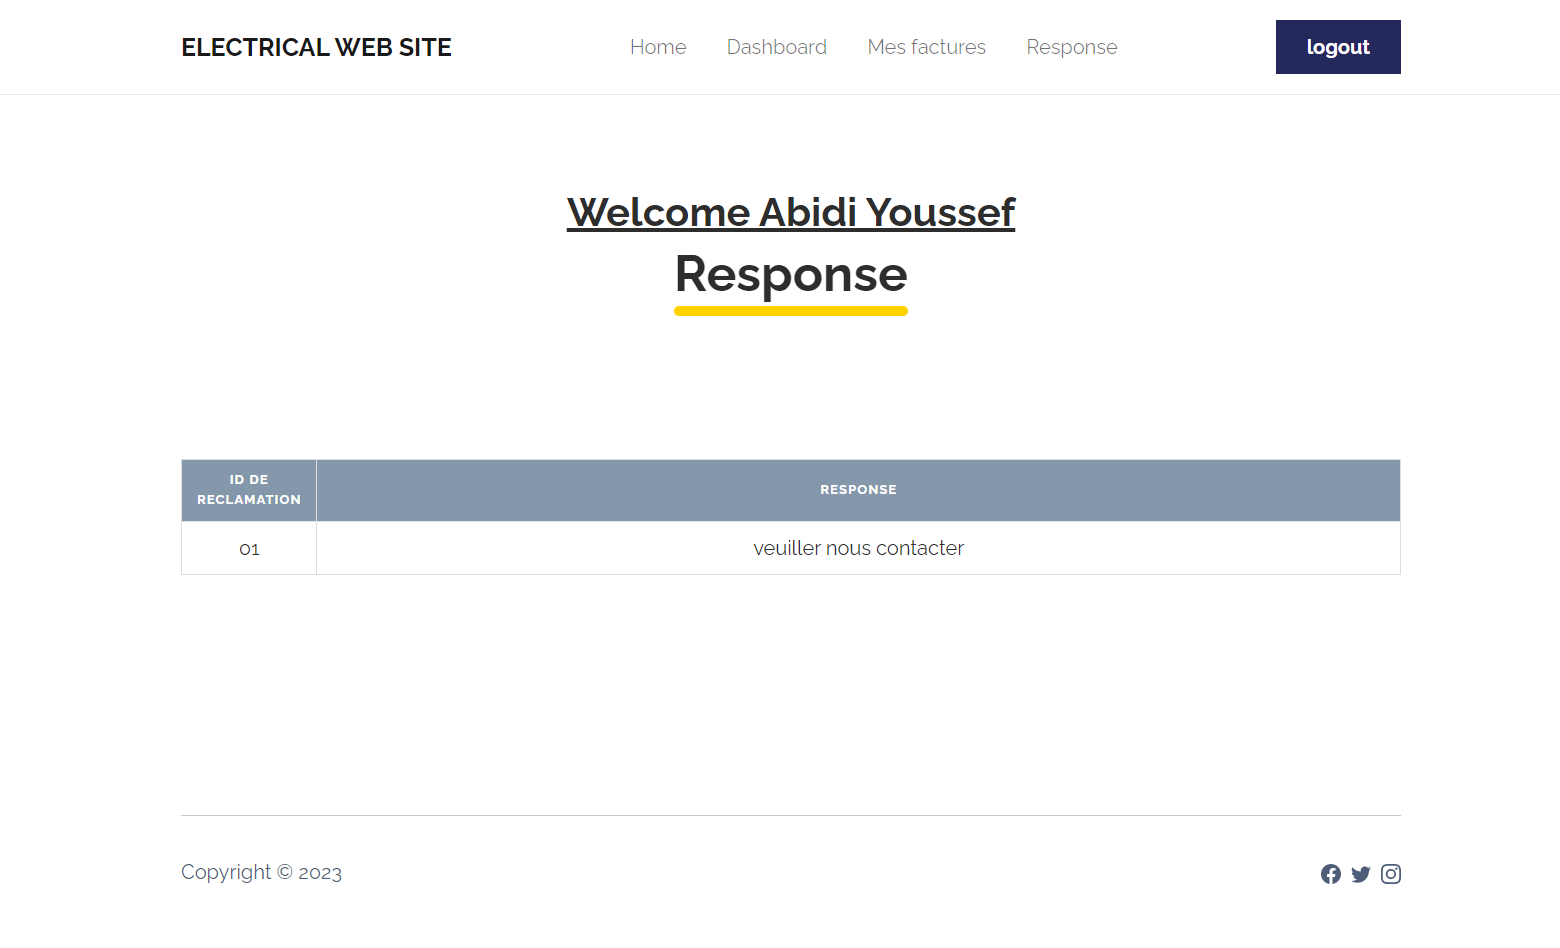 ELECTRICAL WEB SITE
Home Dashboard Mes factures Response
logout
Welcome Abidi Youssef
Response
ID DE
RECLAMATION
RESPONSE
01
veuiller nous contacter
Copyright © 2023